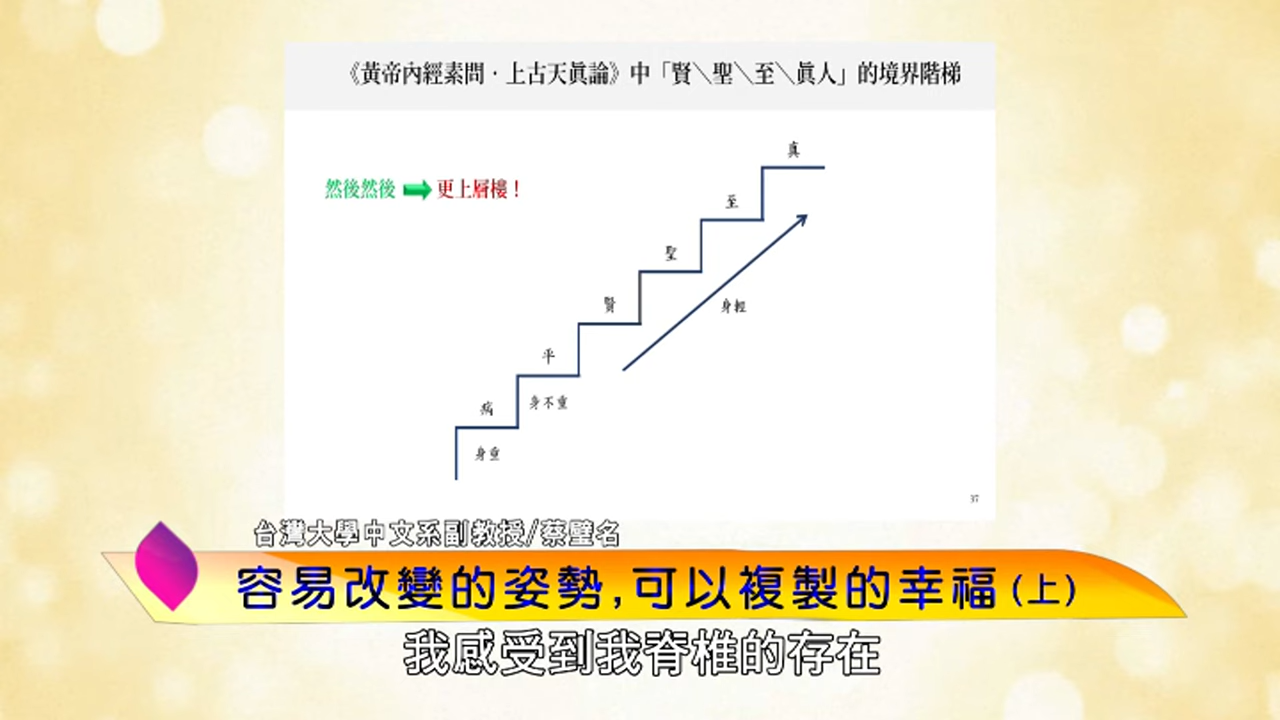 《黃帝內經素問．上古天眞論》中「賢╲聖╲至╲眞人」的境界階梯
然後然後 更上層樓！
真
至
聖
賢
身輕
平
身不重
病
身重
37
台灣大學中文系副教授/蔡璧名
容易改變的姿勢,可以複製的幸福(上)
我感受到我脊椎的存在